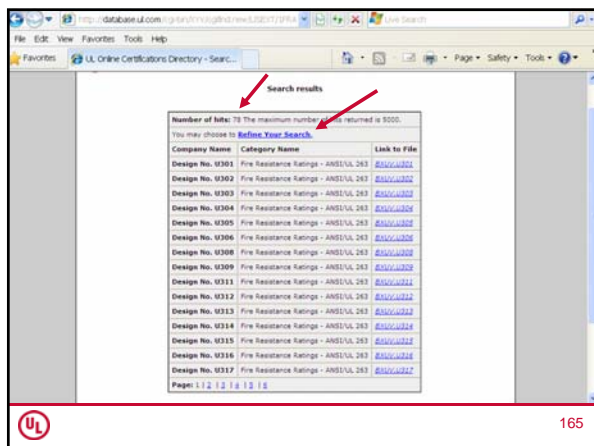 database.ul.com
Live Search
File Edit View Favorites Tools Help
Favorites UL Online Certifications Directory - Searc... Page Safety Tools
Search results
Number of hits: 78 The maximum number of hits returned is 5000.
You may choose to Refine Your Search.
Company Name Category Name Link to File
Design No. U301 Fire Resistance Ratings - ANSI/UL 263 BXUV.U301
Design No. U302 Fire Resistance Ratings - ANSI/UL 263 BXUV.U302
Design No. U303 Fire Resistance Ratings - ANSI/UL 263 BXUV.U303
Design No. U304 Fire Resistance Ratings - ANSI/UL 263 BXUV.U304
Design No. U305 Fire Resistance Ratings - ANSI/UL 263 BXUV.U305
Design No. U306 Fire Resistance Ratings - ANSI/UL 263 BXUV.U306
Design No. U308 Fire Resistance Ratings - ANSI/UL 263 BXUV.U308
Design No. U309 Fire Resistance Ratings - ANSI/UL 263 BXUV.U309
Design No. U311 Fire Resistance Ratings - ANSI/UL 263 BXUV.U311
Design No. U312 Fire Resistance Ratings - ANSI/UL 263 BXUV.U312
Design No. U313 Fire Resistance Ratings - ANSI/UL 263 BXUV.U313
Design No. U314 Fire Resistance Ratings - ANSI/UL 263 BXUV.U314
Design No. U315 Fire Resistance Ratings - ANSI/UL 263 BXUV.U315
Design No. U316 Fire Resistance Ratings - ANSI/UL 263 BXUV.U316
Design No. U317 Fire Resistance Ratings - ANSI/UL 263 BXUV.U317
Page: 1 | 2 | 3 | 4 | 5 | 6
UL 165